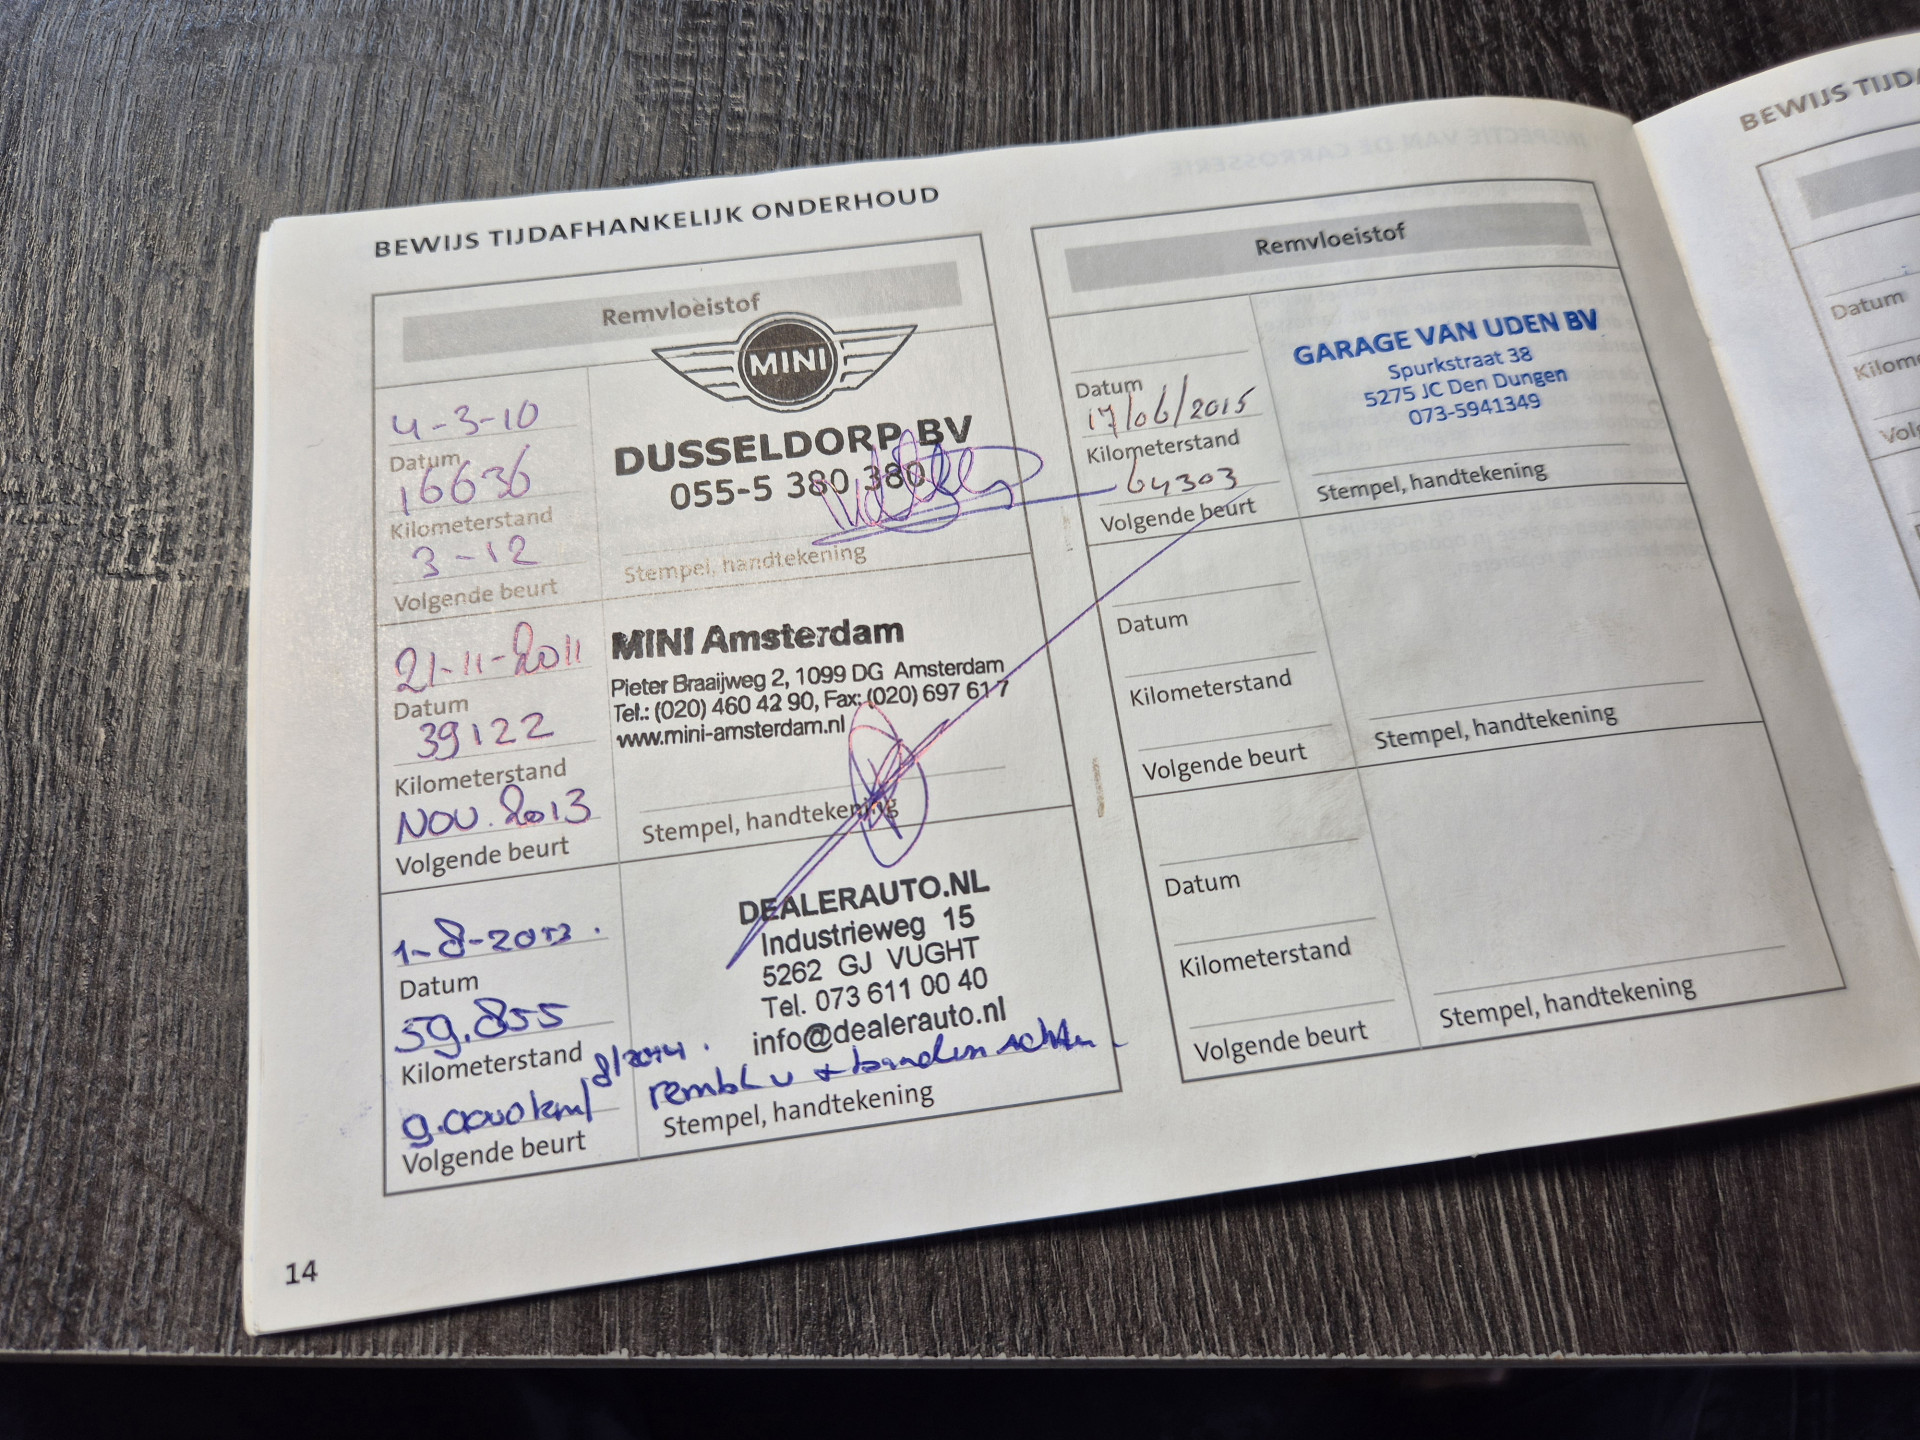 BEWIJS TIJDAFHANKELIJK ONDERHOUD
Remvloeistof
MINI
DUSSELDORP BV
055-5 380 380
4-3-10
Datum
16636
Kilometerstand
3-12
Volgende beurt
Stempel, handtekening
21-11-2011
Datum
39122
Kilometerstand
NOV. 2013
Volgende beurt
MINI Amsterdam
Pieter Braaijweg 2, 1099 DG Amsterdam
Tel.: (020) 460 42 90, Fax: (020) 697 61 7
www.mini-amsterdam.nl
Stempel, handtekening
1-8-2013.
Datum
59.855
Kilometerstand
8/2014.
Volgende beurt
DEALERAUTO.NL
Industrieweg 15
5262 GJ VUGHT
Tel. 073 611 00 40
info@dealerauto.nl
+ banden achter
Stempel, handtekening
14
Remvloeistof
Datum
17/06/2015
Kilometerstand
64303
Volgende beurt
GARAGE VAN UDEN BV
Spurkstraat 38
5275 JC Den Dungen
073-5941349
Stempel, handtekening
Datum
Kilometerstand
Volgende beurt
Stempel, handtekening
Datum
Kilometerstand
Volgende beurt
Stempel, handtekening
BEWIJS TIJDA
Datum
Kilome
Volg